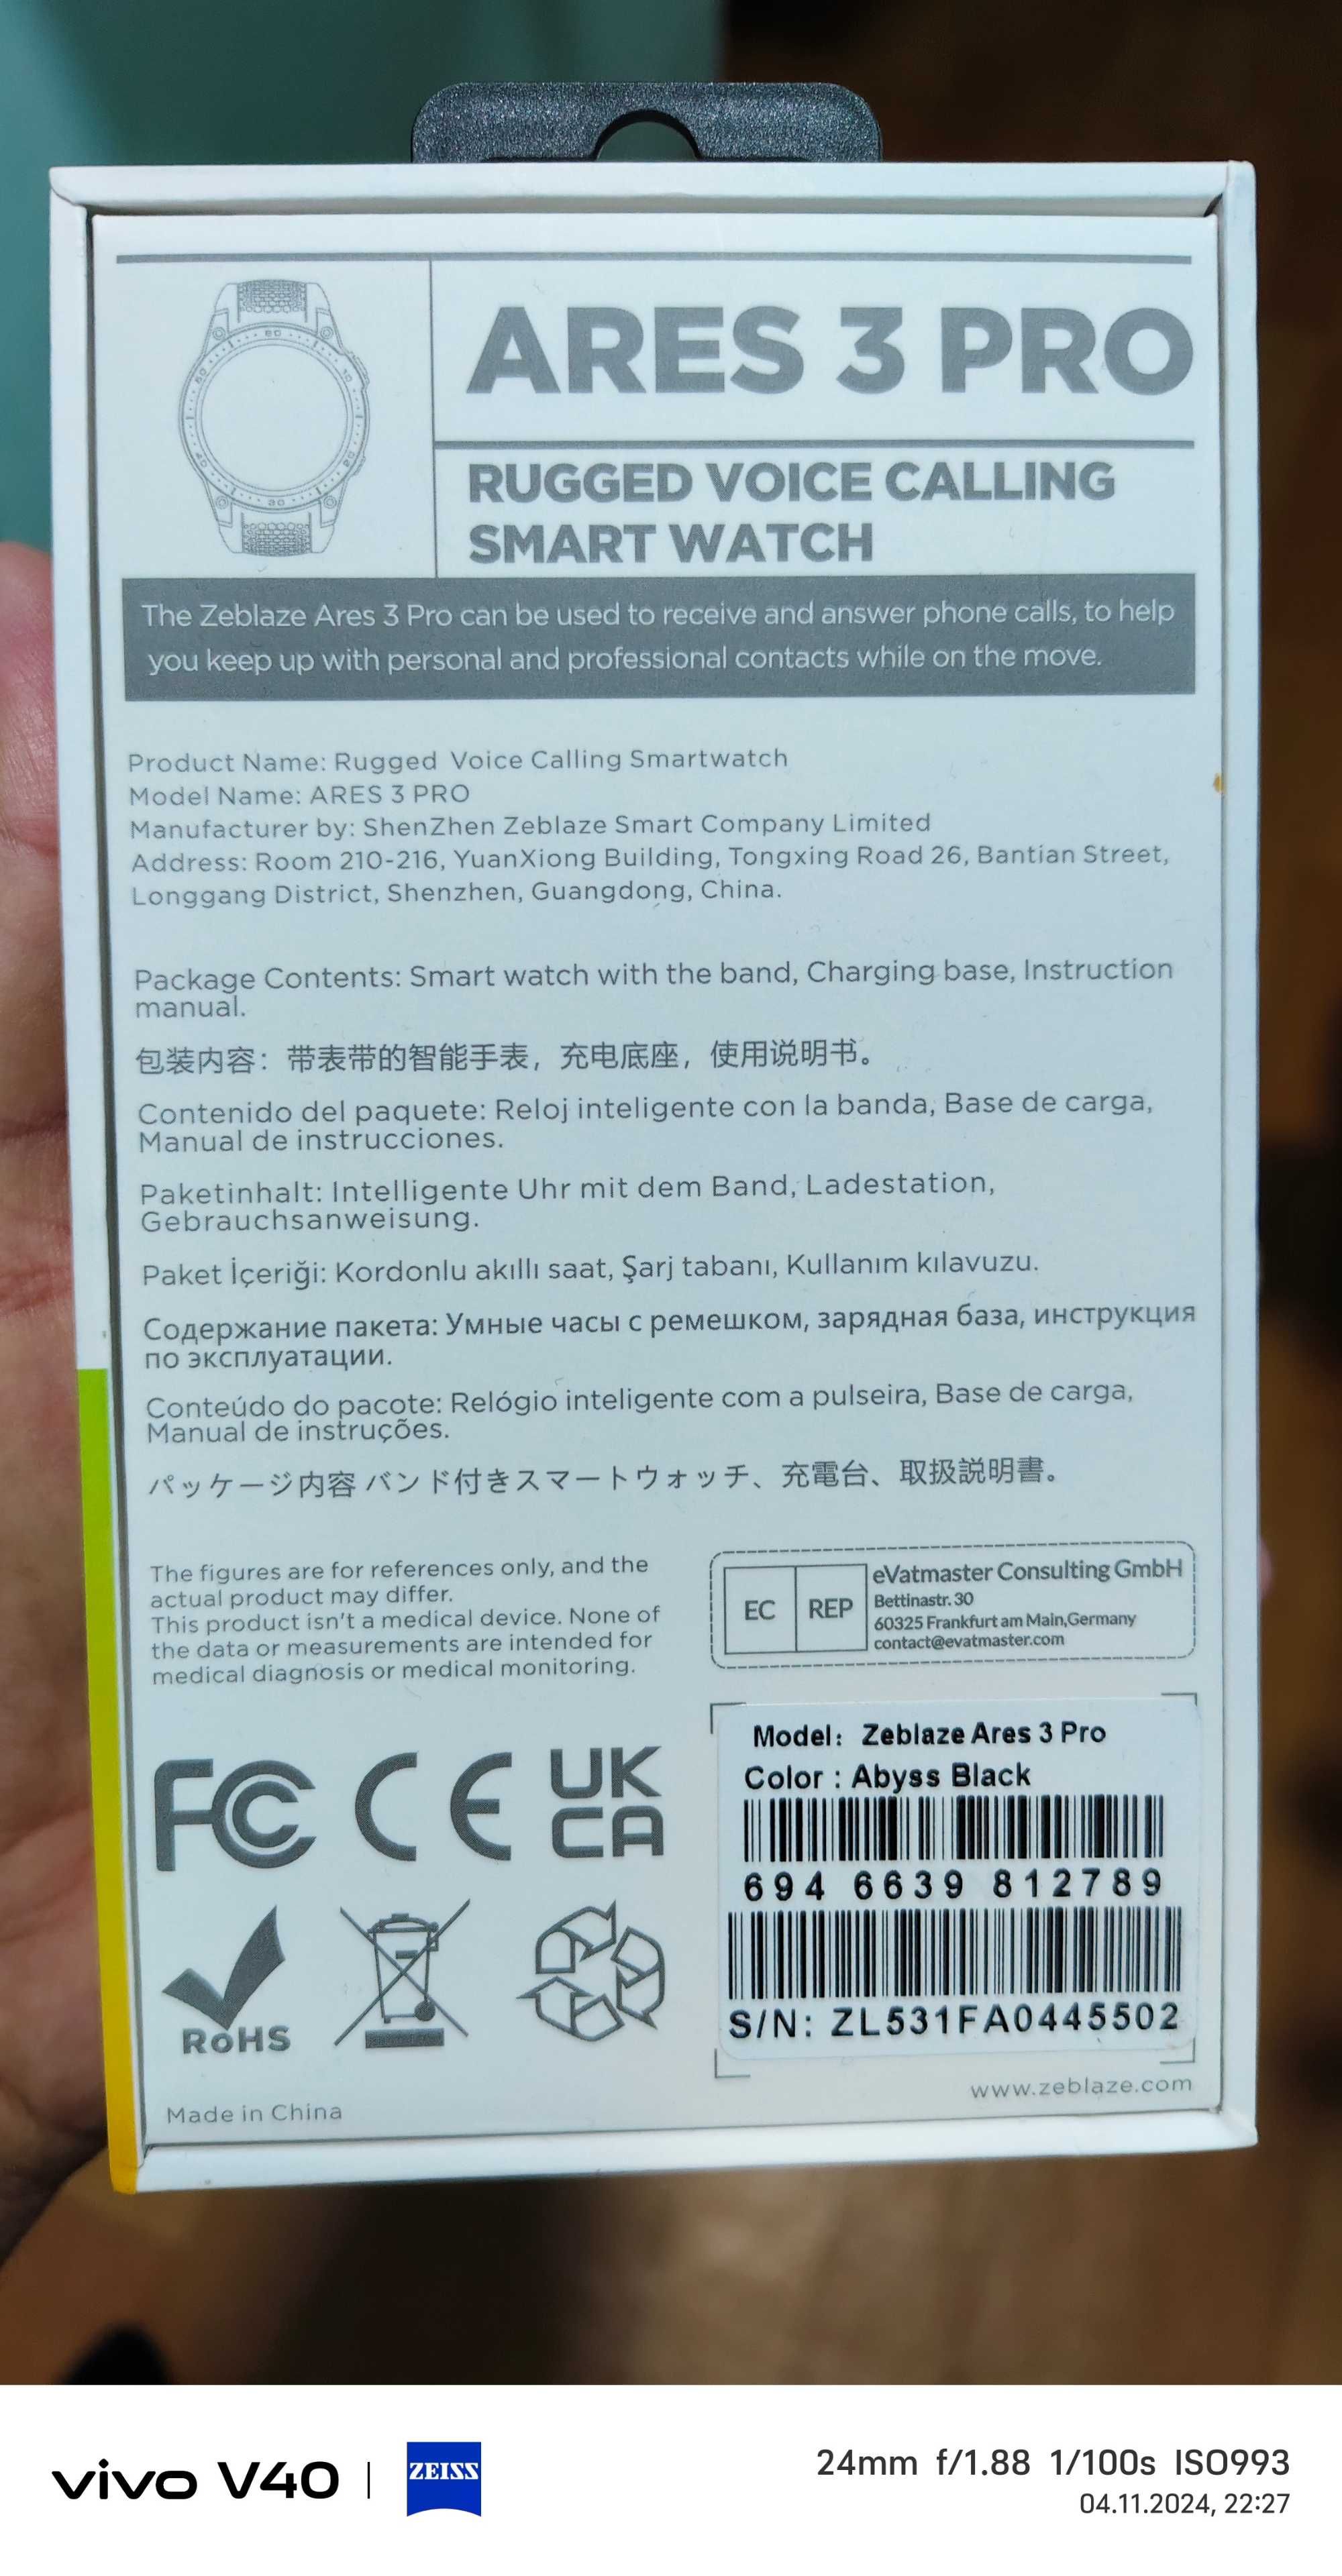 ARES 3 PRO
RUGGED VOICE CALLING
SMART WATCH
The Zeblaze Ares 3 Pro can be used to receive and answer phone calls, to help
you keep up with personal and professional contacts while on the move.
Product Name: Rugged Voice Calling Smartwatch
Model Name: ARES 3 PRO
Manufacturer by: ShenZhen Zeblaze Smart Company Limited
Address: Room 210-216, YuanXiong Building, Tongxing Road 26, Bantian Street,
Longgang District, Shenzhen, Guangdong, China.
Package Contents: Smart watch with the band, Charging base, Instruction
manual.
包装内容：带表带的智能手表，充电底座，使用说明书。
Contenido del paquete: Reloj inteligente con la banda, Base de carga,
Manual de instrucciones.
Paketinhalt: Intelligente Uhr mit dem Band, Ladestation,
Gebrauchsanweisung.
Paket İçeriği: Kordonlu akıllı saat, Şarj tabanı, Kullanım kılavuzu.
Содержание пакета: Умные часы с ремешком, зарядная база, инструкция
по эксплуатации.
Conteúdo do pacote: Relógio inteligente com a pulseira, Base de carga,
Manual de instruções.
パッケージ内容 バンド付きスマートウォッチ、充電台、取扱説明書。
The figures are for references only, and the
actual product may differ.
This product isn't a medical device. None of
the data or measurements are intended for
medical diagnosis or medical monitoring.
EC REP
eVatmaster Consulting GmbH
Bettinastr. 30
60325 Frankfurt am Main,Germany
contact@evatmaster.com
FC CE UK
CA
RoHS
Model: Zeblaze Ares 3 Pro
Color : Abyss Black
694 6639 812789
S/N: ZL531FA0445502
www.zeblaze.com
Made in China
vivo V40 | ZEISS
24mm f/1.88 1/100s ISO993
04.11.2024, 22:27